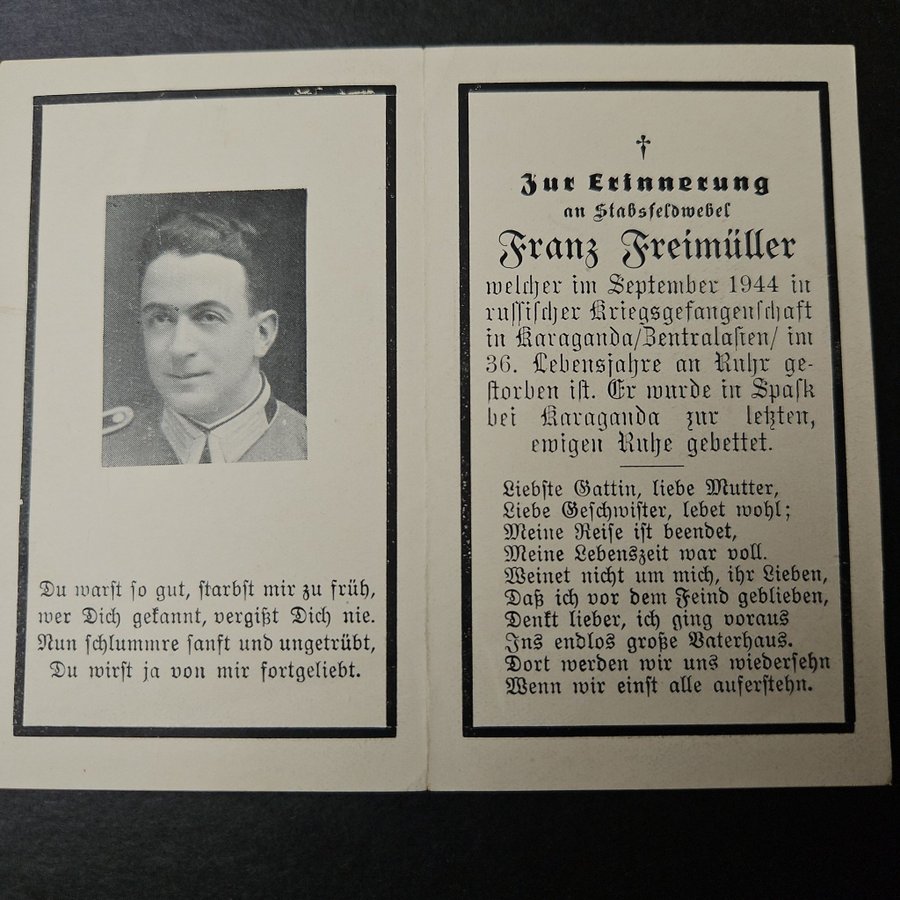 Du warst so gut, starbst mir zu früh,
wer Dich gekannt, vergißt Dich nie.
Nun schlummre sanft und ungetrübt,
Du wirst ja von mir fortgeliebt.
†
Zur Erinnerung
an Stabsfeldwebel
Franz Freimüller
welcher im September 1944 in
russischer Kriegsgefangenschaft
in Karaganda/Zentralasien/ im
36. Lebensjahre an Ruhr ge-
storben ist. Er wurde in Spask
bei Karaganda zur letzten,
ewigen Ruhe gebettet.
Liebste Gattin, liebe Mutter,
Liebe Geschwister, lebet wohl;
Meine Reise ist beendet,
Meine Lebenszeit war voll.
Weinet nicht um mich, ihr Lieben,
Daß ich vor dem Feind geblieben,
Denkt lieber, ich ging voraus
Ins endlos große Vaterhaus.
Dort werden wir uns wiedersehn
Wenn wir einst alle auferstehn.